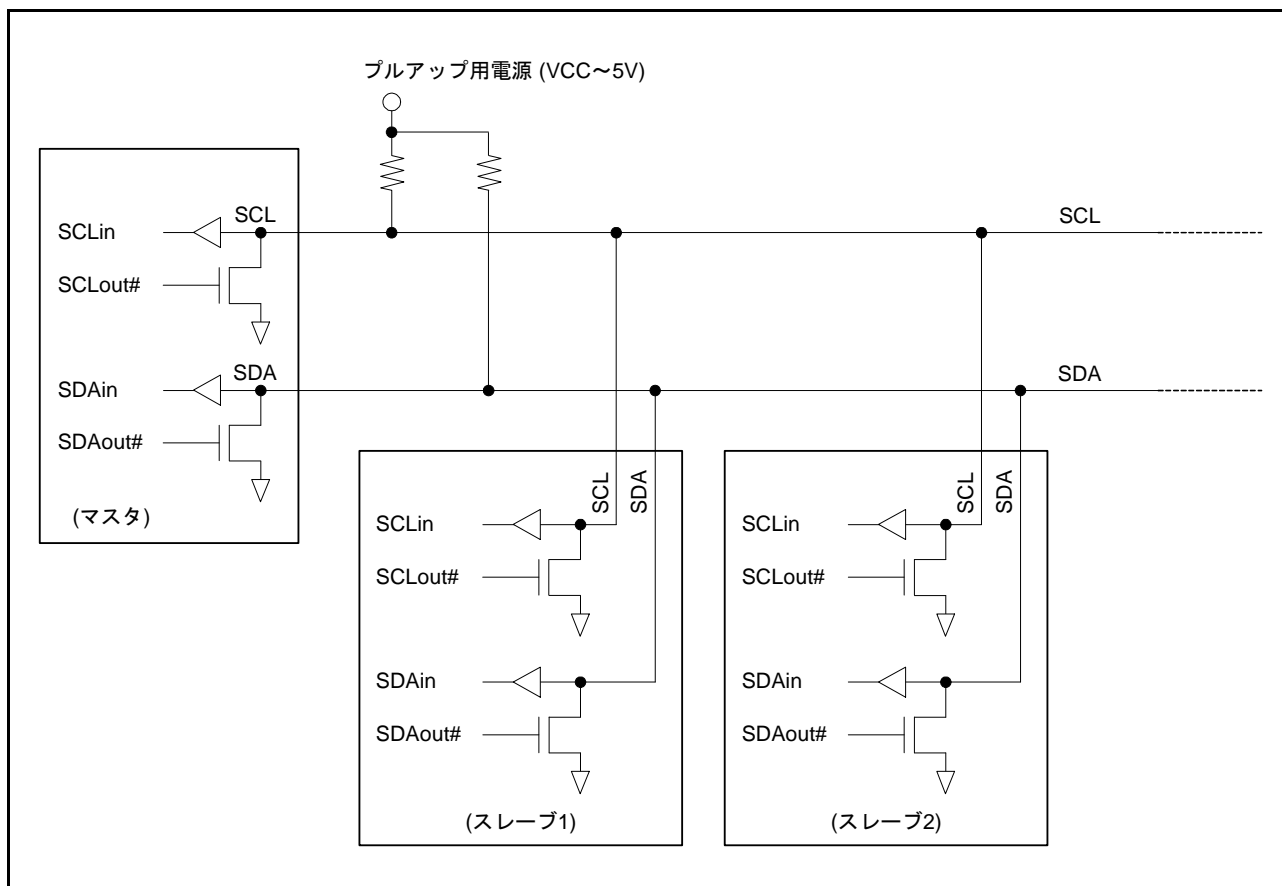 プルアップ用電源 (VCC～5V)
SCL
SCL
SCLin
SCLout#
SDA
SDA
SDAin
SDAout#
(マスタ)
SCL
SDA
SCLin
SCLout#
SDAin
SDAout#
(スレーブ1)
SCL
SDA
SCLin
SCLout#
SDAin
SDAout#
(スレーブ2)